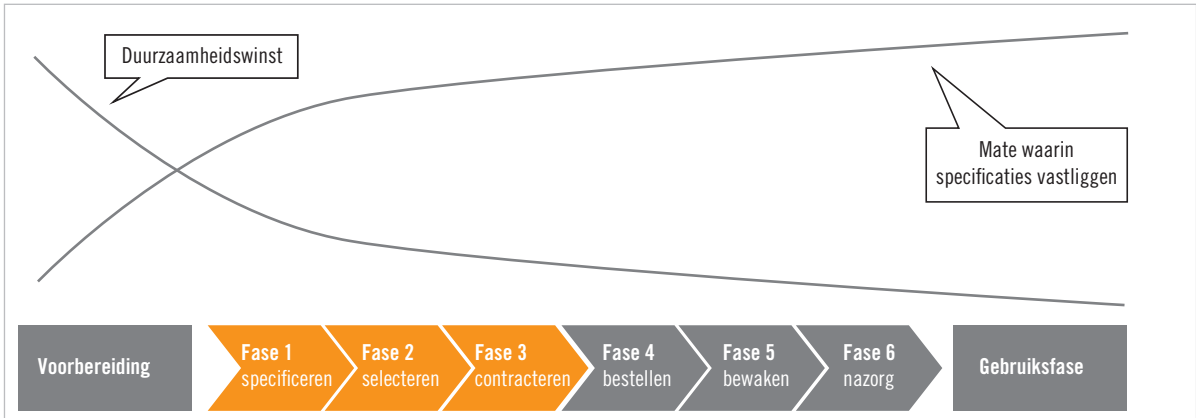 Duurzaamheidswinst
Mate waarin
specificaties vastliggen
Voorbereiding
Fase 1
specificeren
Fase 2
selecteren
Fase 3
contracteren
Fase 4
bestellen
Fase 5
bewaken
Fase 6
nazorg
Gebruiksfase